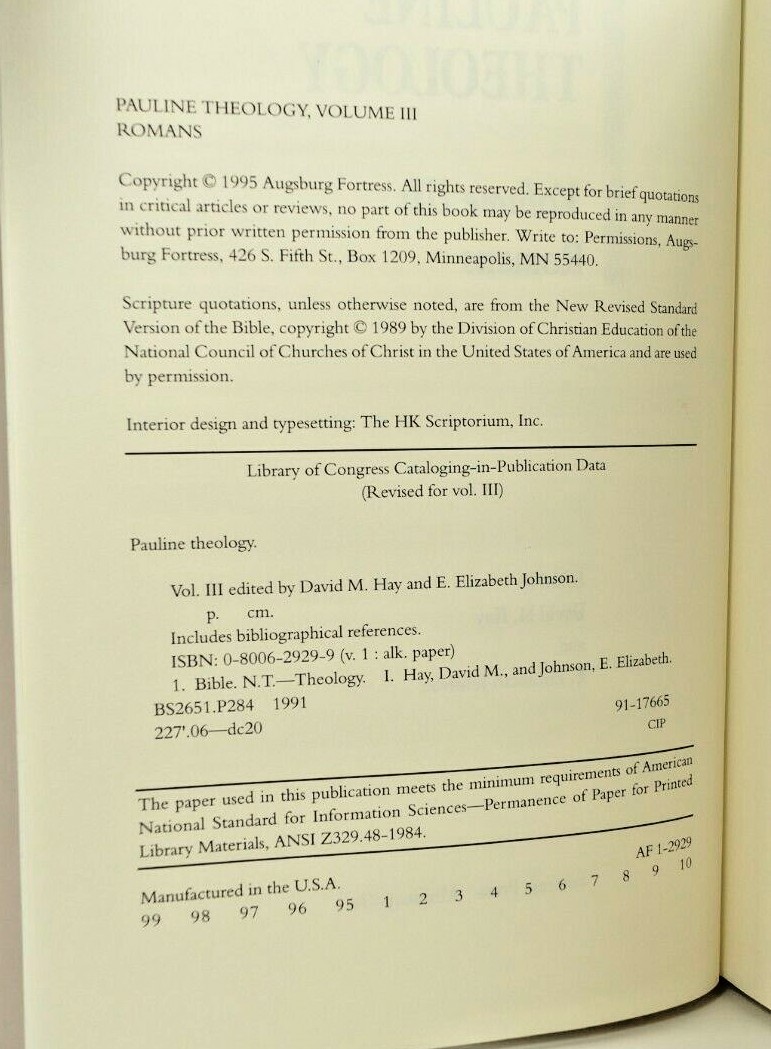 PAULINE THEOLOGY, VOLUME III
ROMANS
Copyright © 1995 Augsburg Fortress. All rights reserved. Except for brief quotations
in critical articles or reviews, no part of this book may be reproduced in any manner
without prior written permission from the publisher. Write to: Permissions, Augs-
burg Fortress, 426 S. Fifth St., Box 1209, Minneapolis, MN 55440.
Scripture quotations, unless otherwise noted, are from the New Revised Standard
Version of the Bible, copyright © 1989 by the Division of Christian Education of the
National Council of Churches of Christ in the United States of America and are used
by permission.
Interior design and typesetting: The HK Scriptorium, Inc.
Library of Congress Cataloging-in-Publication Data
(Revised for vol. III)
Pauline theology.
Vol. III edited by David M. Hay and E. Elizabeth Johnson.
p. cm.
Includes bibliographical references.
ISBN: 0-8006-2929-9 (v. 1 : alk. paper)
1. Bible. N.T.—Theology. I. Hay, David M., and Johnson, E. Elizabeth.
BS2651.P284 1991
91-17665
227'.06—dc20
CIP
The paper used in this publication meets the minimum requirements of American
National Standard for Information Sciences—Permanence of Paper for Printed
Library Materials, ANSI Z329.48-1984.
Manufactured in the U.S.A.
AF 1-2929
99 98 97 96 95 1 2 3 4 5 6 7 8 9 10